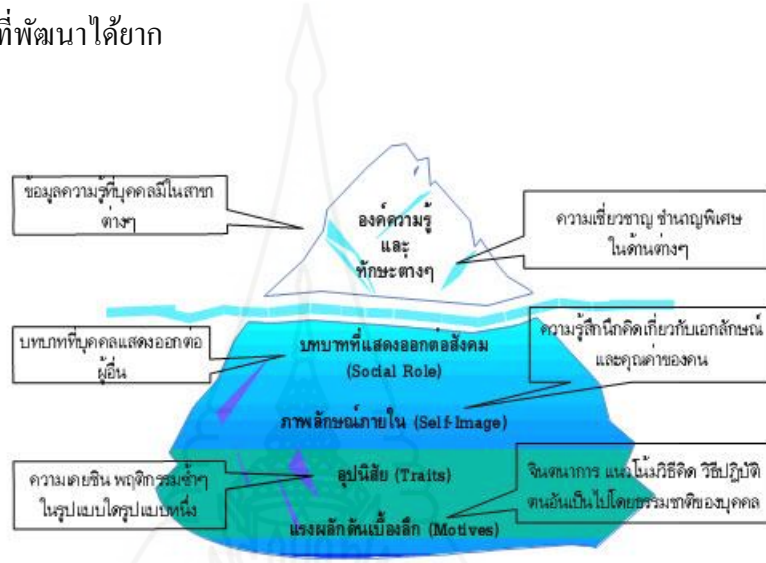 ที่พัฒนาได้ยาก
ข้อมูลความรู้ที่บุคคลมีในสาขา
ต่างๆ
องค์ความรู้
และ
ทักษะต่างๆ
ความเชี่ยวชาญ ชำนาญพิเศษ
ในด้านต่างๆ
บทบาทที่บุคคลแสดงออกต่อ
ผู้อื่น
บทบาทที่แสดงออกต่อสังคม
(Social Role)
ความรู้สึกนึกคิดเกี่ยวกับเอกลักษณ์
และคุณค่าของคน
ภาพลักษณ์ภายใน (Self-Image)
ความเคยชิน พฤติกรรมซ้ำๆ
ในรูปแบบใดรูปแบบหนึ่ง
อุปนิสัย (Traits)
จินตนาการ แนวโน้มวิธีคิด วิธีปฏิบัติ
ตนอันเป็นไปโดยธรรมชาติของบุคคล
แรงผลักดันเบื้องลึก (Motives)